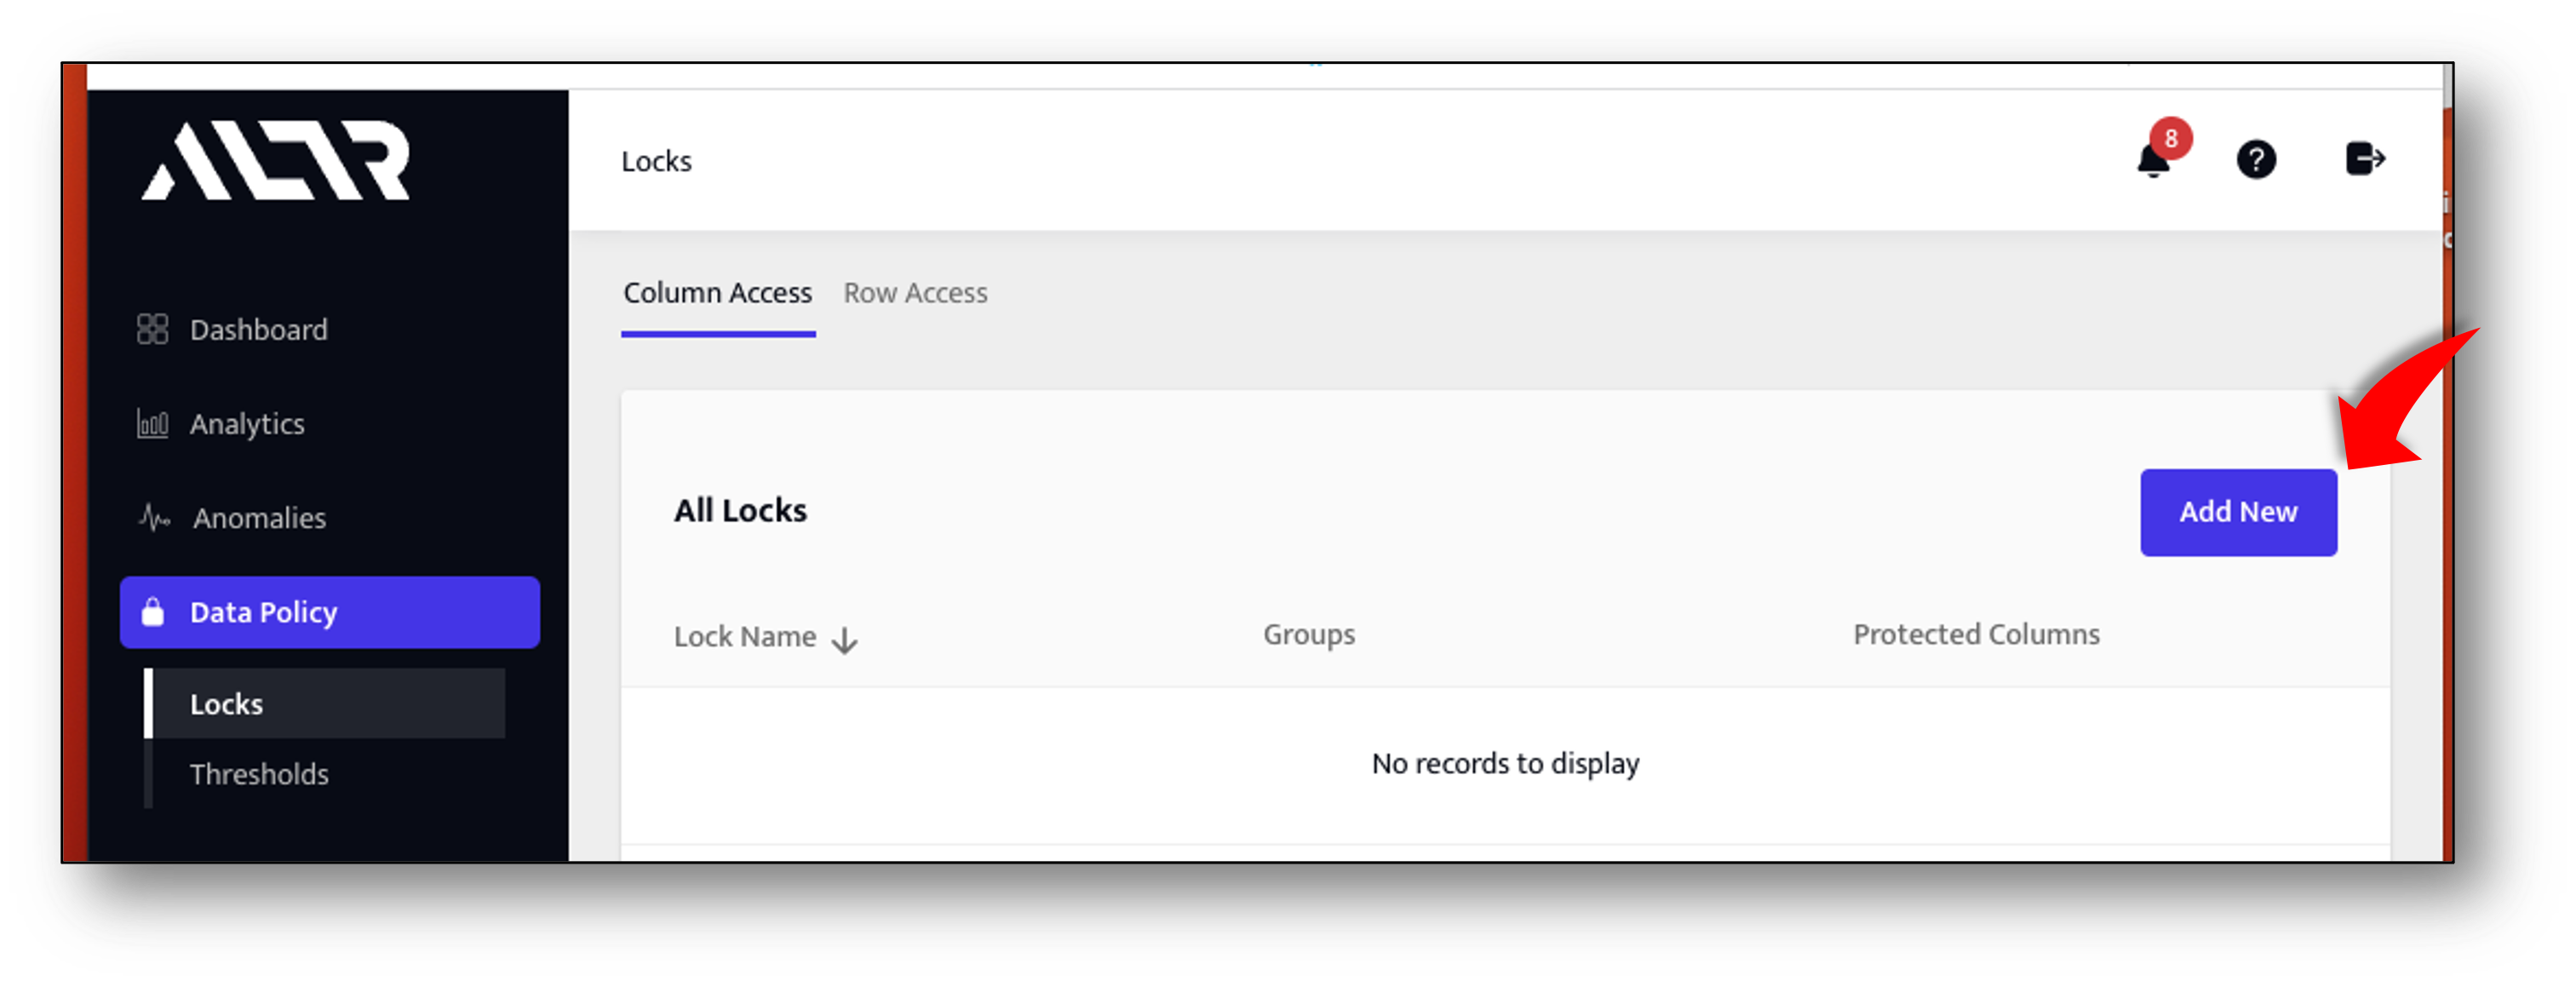 ALTR
Locks
8
?
Column Access
Row Access
Dashboard
Analytics
Anomalies
Data Policy
Locks
Thresholds
All Locks
Add New
Lock Name
Groups
Protected Columns
No records to display